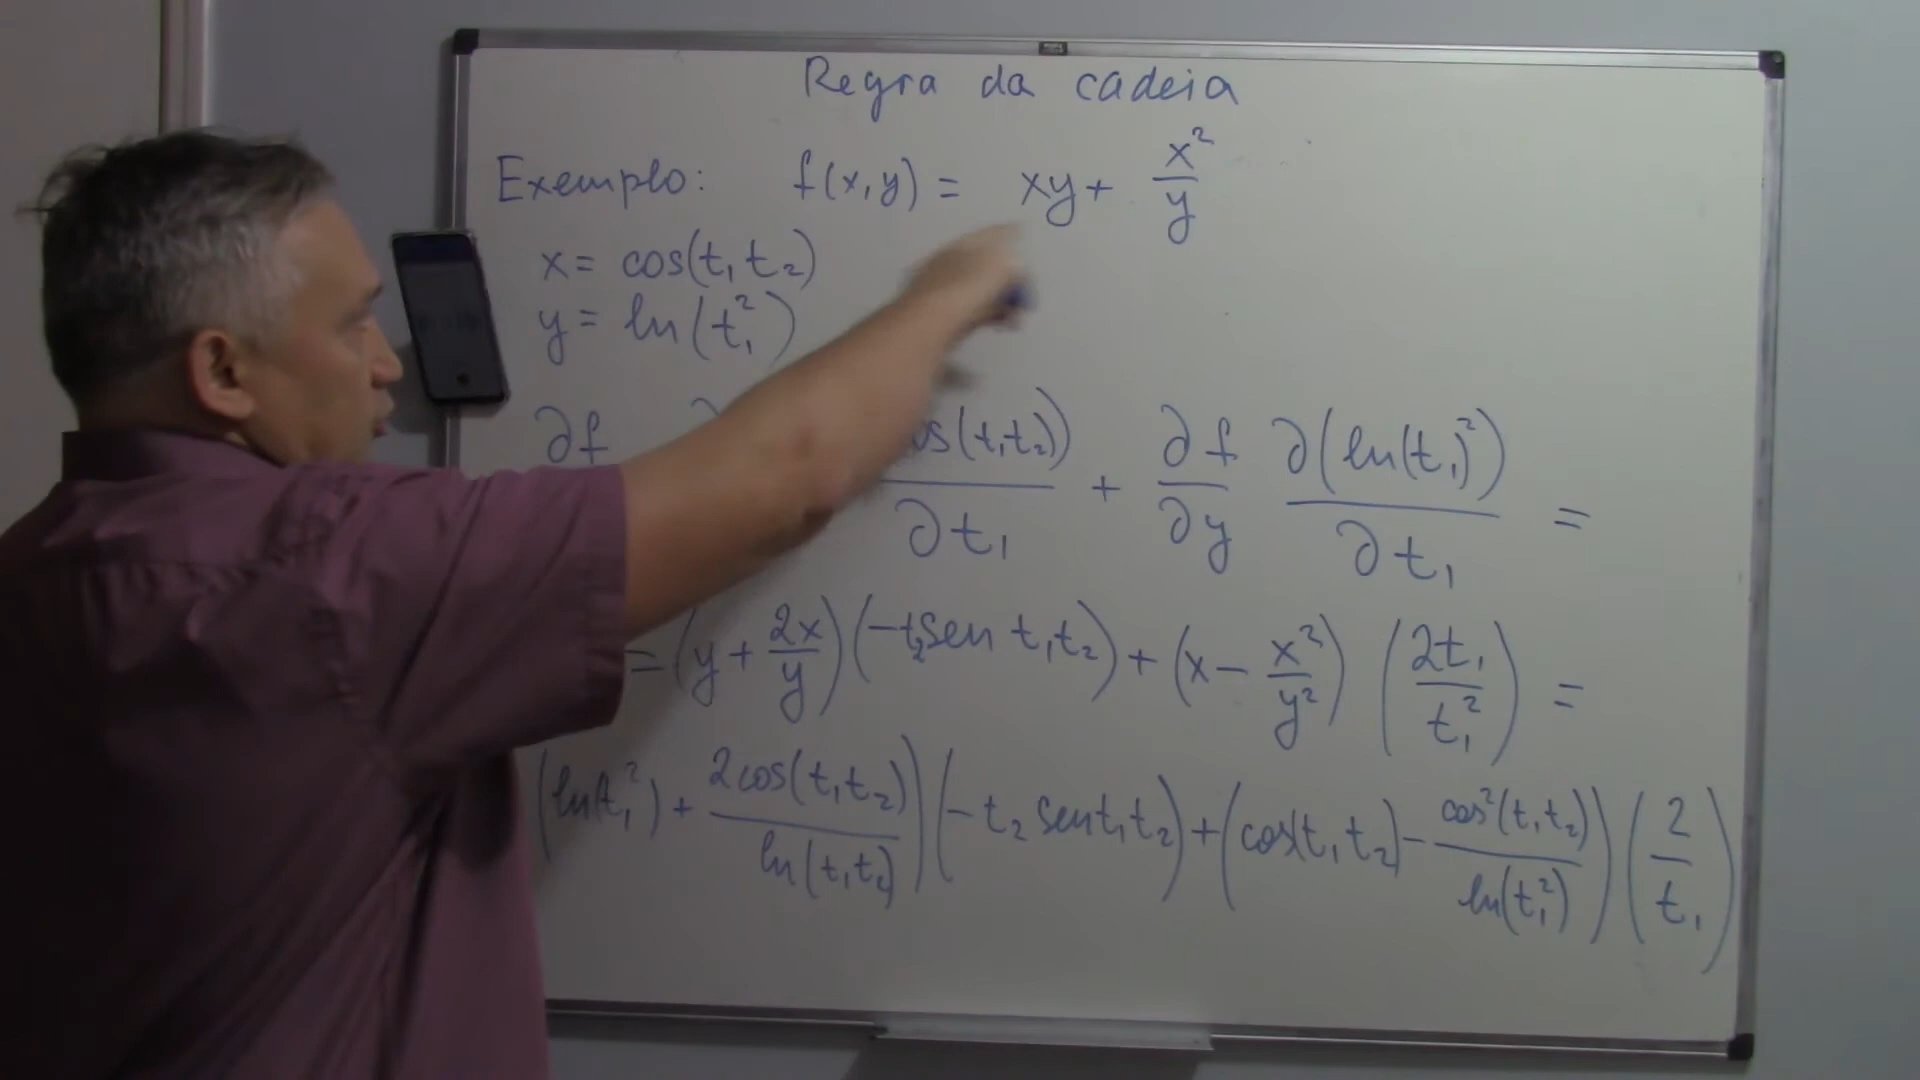 Regra da cadeia
Exemplo: f(x,y) = xy + x²/y
x = cos(t₁t₂)
y = ln(t₁²)
∂f ∂ os(t₁t₂)/∂t₁ + ∂f/∂y ∂(ln(t₁)²)/∂t₁ =
= (y + 2x/y)(-t₂sen t₁t₂) + (x - x²/y²) (2t₁/t₁²) =
(ln(t₁²) + 2cos(t₁t₂)/ln(t₁t₂))(-t₂ sen t₁t₂) + (cos(t₁t₂) - cos²(t₁t₂)/ln(t₁²))(2/t₁)